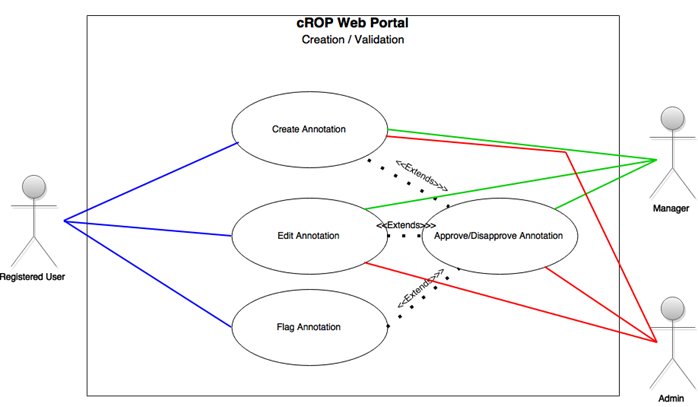 cROP Web Portal
Creation / Validation
Create Annotation
<<Extends>>>
Manager
Edit Annotation
<<Extends>>>
Approve/Disapprove Annotation
Registered User
<<Extends>>>
Flag Annotation
Admin